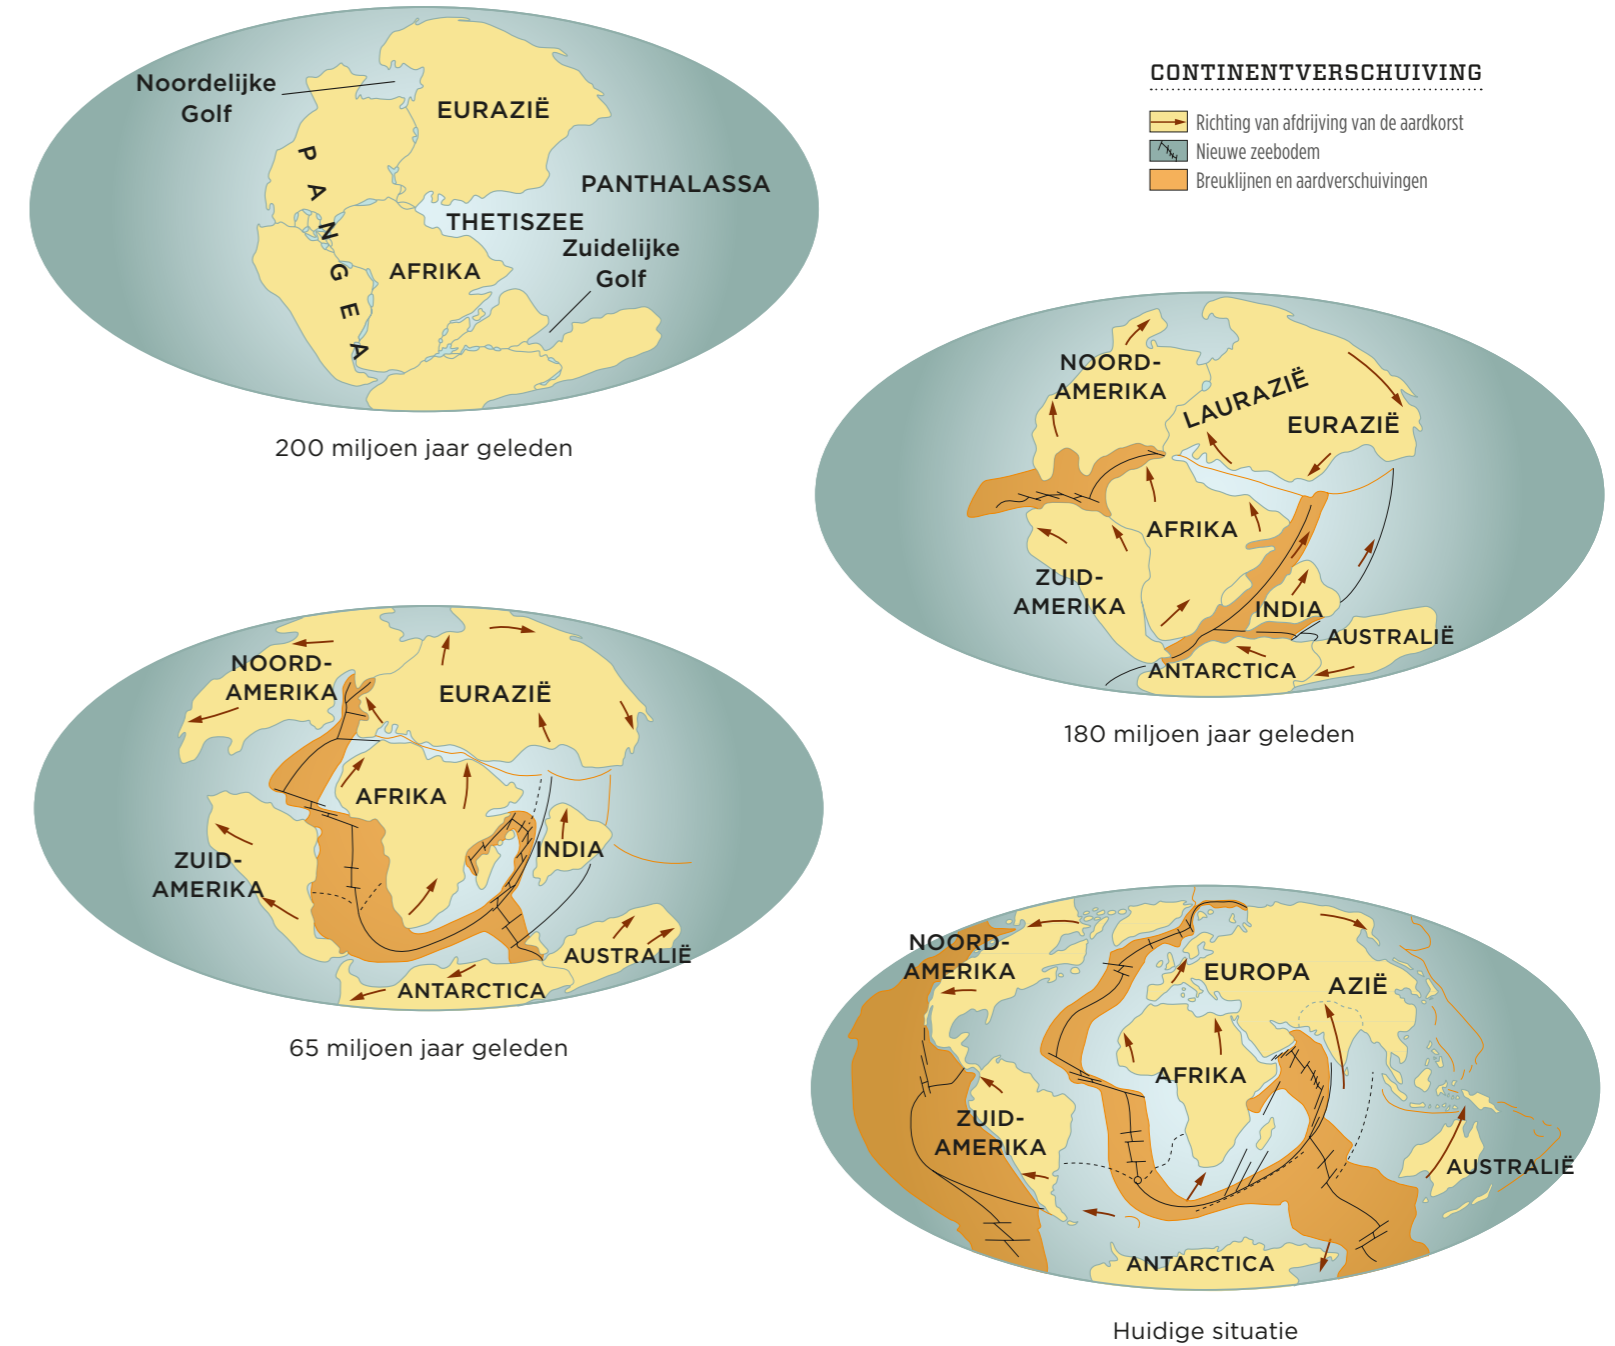 CONTINENTVERSCHUIVING
Richting van afdrijving van de aardkorst
Nieuwe zeebodem
Breuklijnen en aardverschuivingen
Noordelijke
Golf
EURAZIË
PANGEA
PANTHALASSA
THETISZEE
Zuidelijke
Golf
AFRIKA
200 miljoen jaar geleden
NOORD-
AMERIKA
LAURAZIË
EURAZIË
AFRIKA
ZUID-
AMERIKA
INDIA
AUSTRALIË
ANTARCTICA
180 miljoen jaar geleden
NOORD-
AMERIKA
EURAZIË
AFRIKA
INDIA
ZUID-
AMERIKA
AUSTRALIË
ANTARCTICA
65 miljoen jaar geleden
NOORD-
AMERIKA
EUROPA
AZIË
AFRIKA
ZUID-
AMERIKA
AUSTRALIË
ANTARCTICA
Huidige situatie